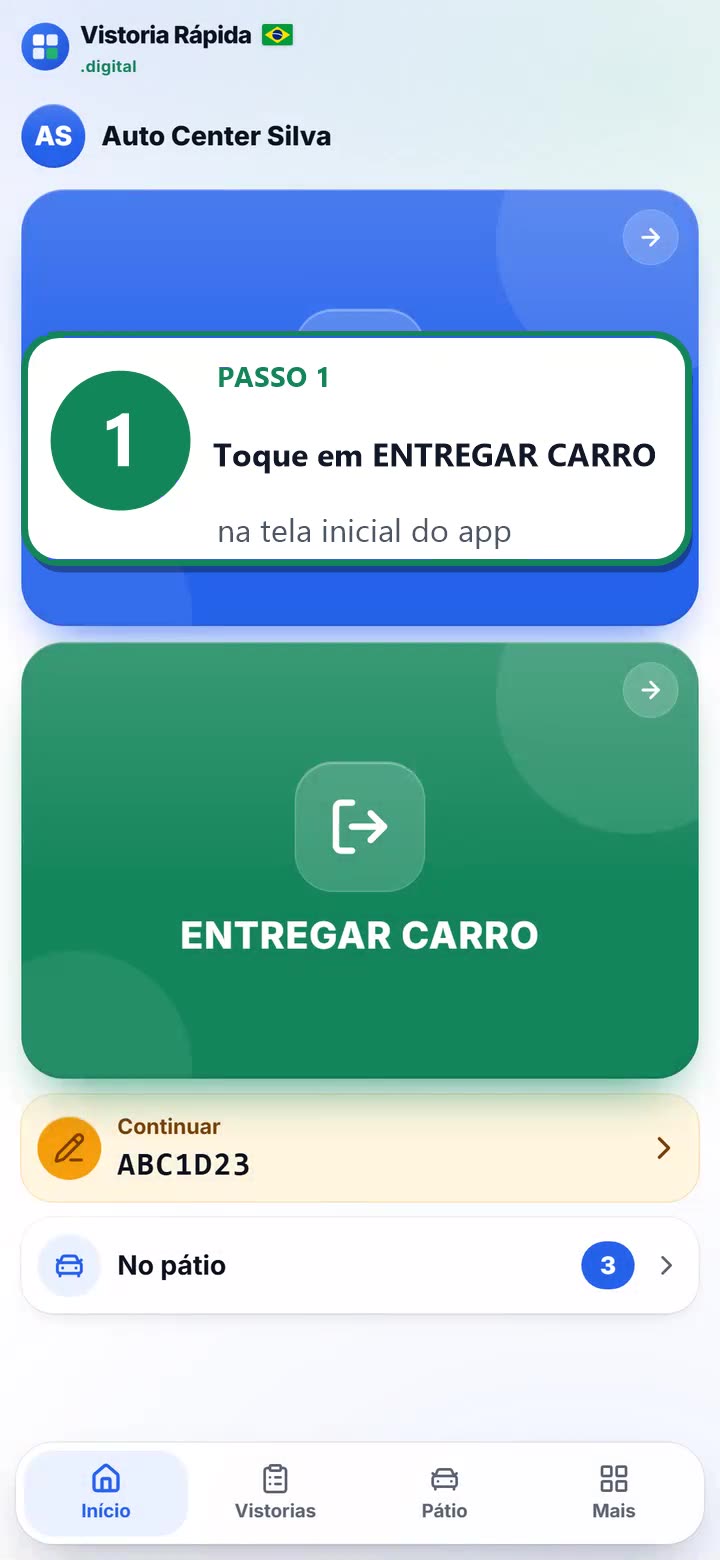 Vistoria Rápida
.digital
AS
Auto Center Silva
PASSO 1
1
Toque em ENTREGAR CARRO
na tela inicial do app
ENTREGAR CARRO
Continuar
ABC1D23
No pátio
3
Início
Vistorias
Pátio
Mais